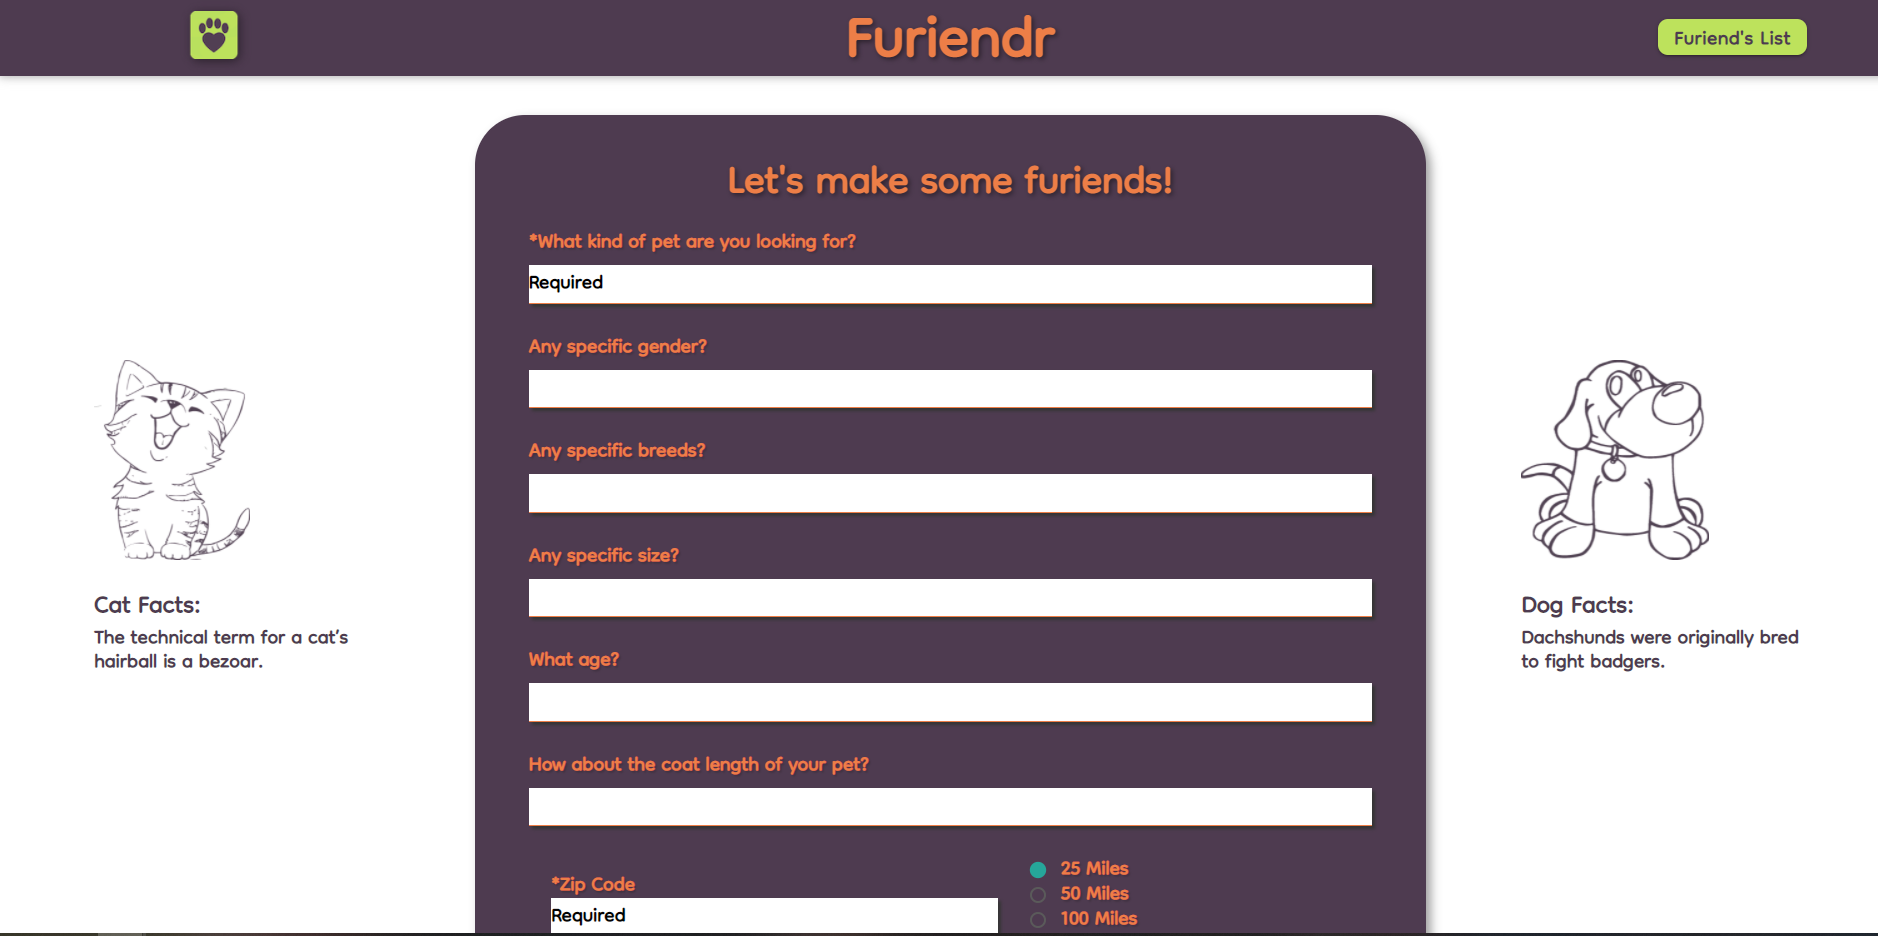 Furiendr
Furiend's List
Let's make some furiends!
*What kind of pet are you looking for?
Required
Any specific gender?
Any specific breeds?
Any specific size?
What age?
How about the coat length of your pet?
*Zip Code
Required
25 Miles
50 Miles
100 Miles
Cat Facts:
The technical term for a cat's
hairball is a bezoar.
Dog Facts:
Dachshunds were originally bred
to fight badgers.